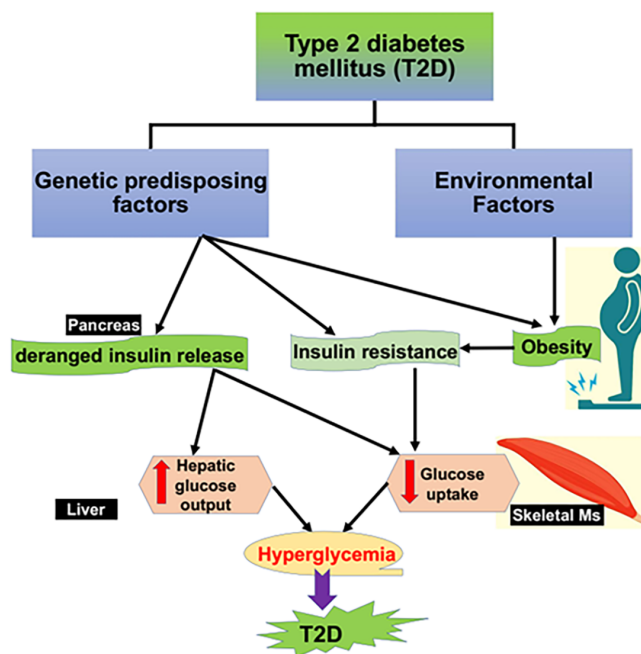 Type 2 diabetes
mellitus (T2D)
Genetic predisposing
factors
Environmental
Factors
Pancreas
deranged insulin release
Insulin resistance
Obesity
Hepatic
glucose
output
Glucose
uptake
Liver
Skeletal Ms
Hyperglycemia
T2D